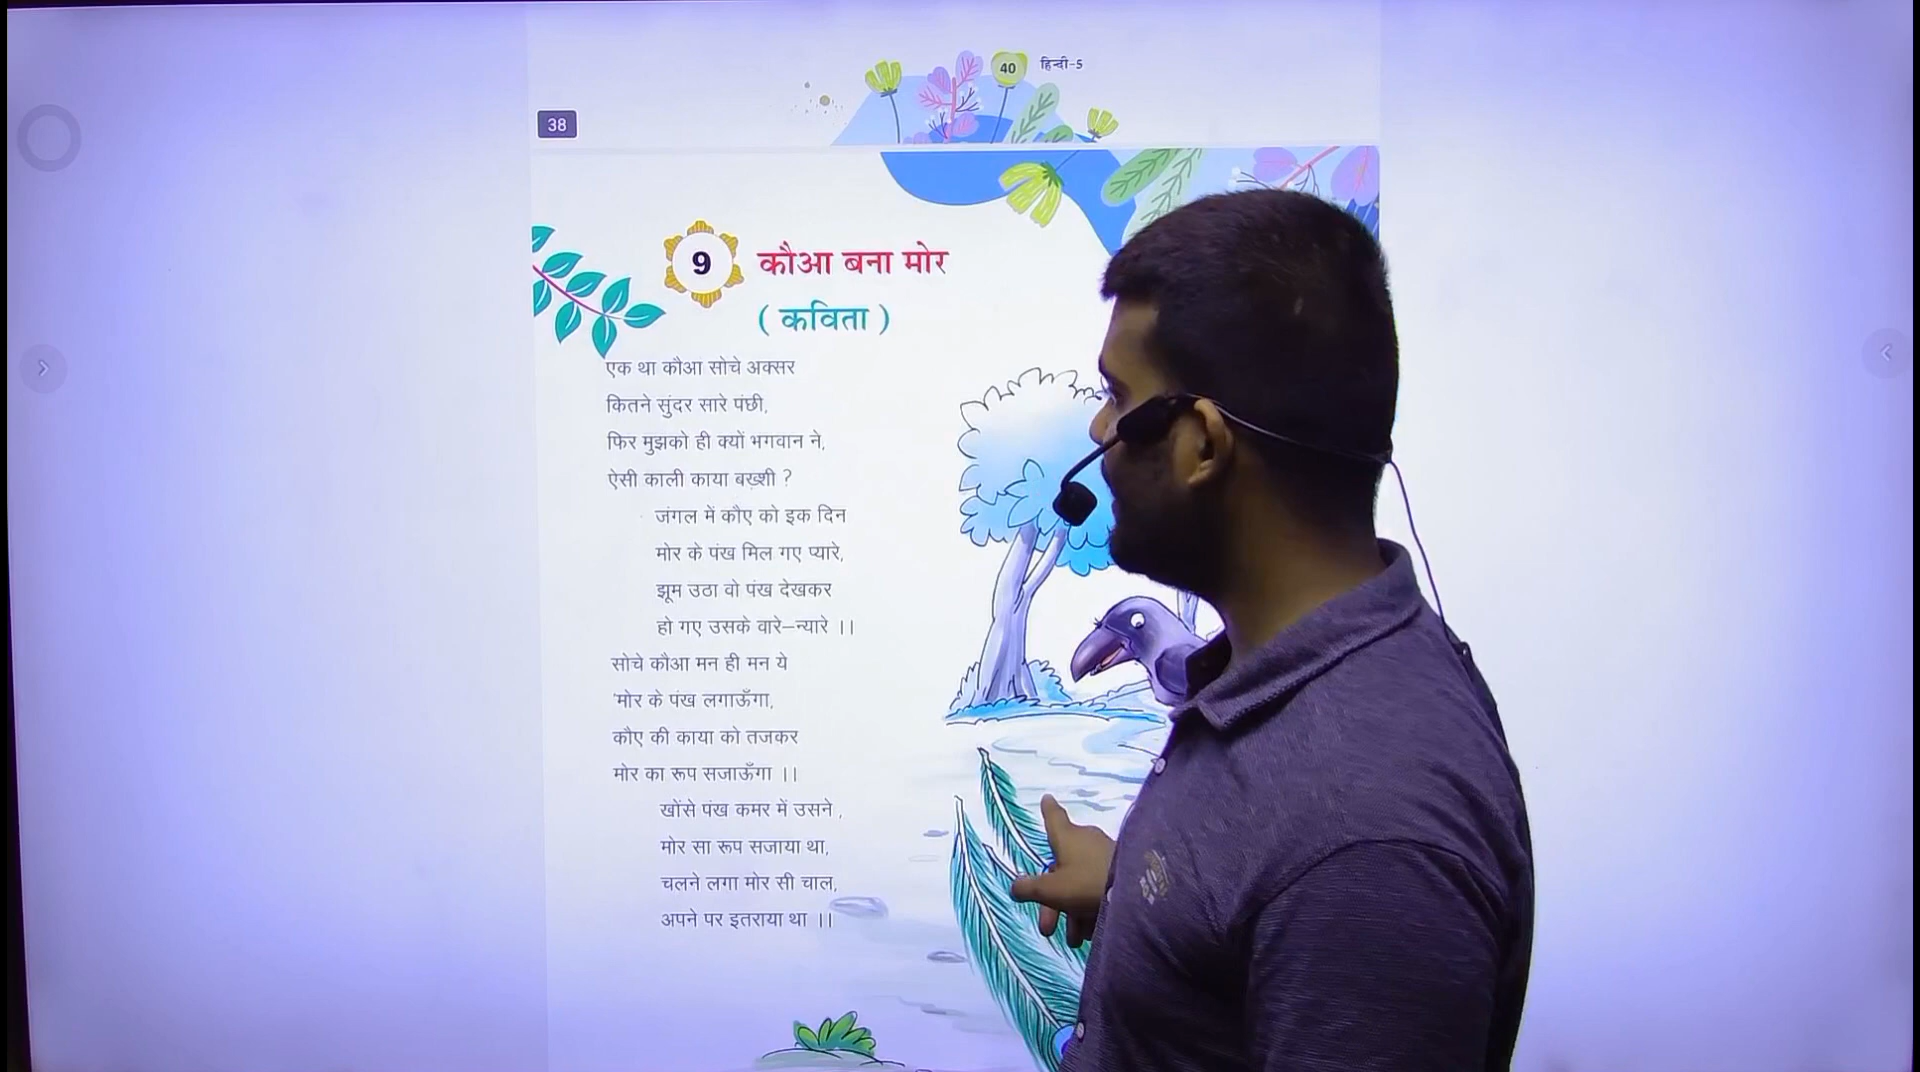 40 हिन्दी-5
38
9 कौआ बना मोर
( कविता )
एक था कौआ सोचे अक्सर
कितने सुंदर सारे पंछी,
फिर मुझको ही क्यों भगवान ने,
ऐसी काली काया बख़्शी ?
जंगल में कौए को इक दिन
मोर के पंख मिल गए प्यारे,
झूम उठा वो पंख देखकर
हो गए उसके वारे–न्यारे ।।
सोचे कौआ मन ही मन ये
'मोर के पंख लगाऊँगा,
कौए की काया को तजकर
मोर का रूप सजाऊँगा ।।
खोंसे पंख कमर में उसने ,
मोर सा रूप सजाया था,
चलने लगा मोर सी चाल,
अपने पर इतराया था ।।